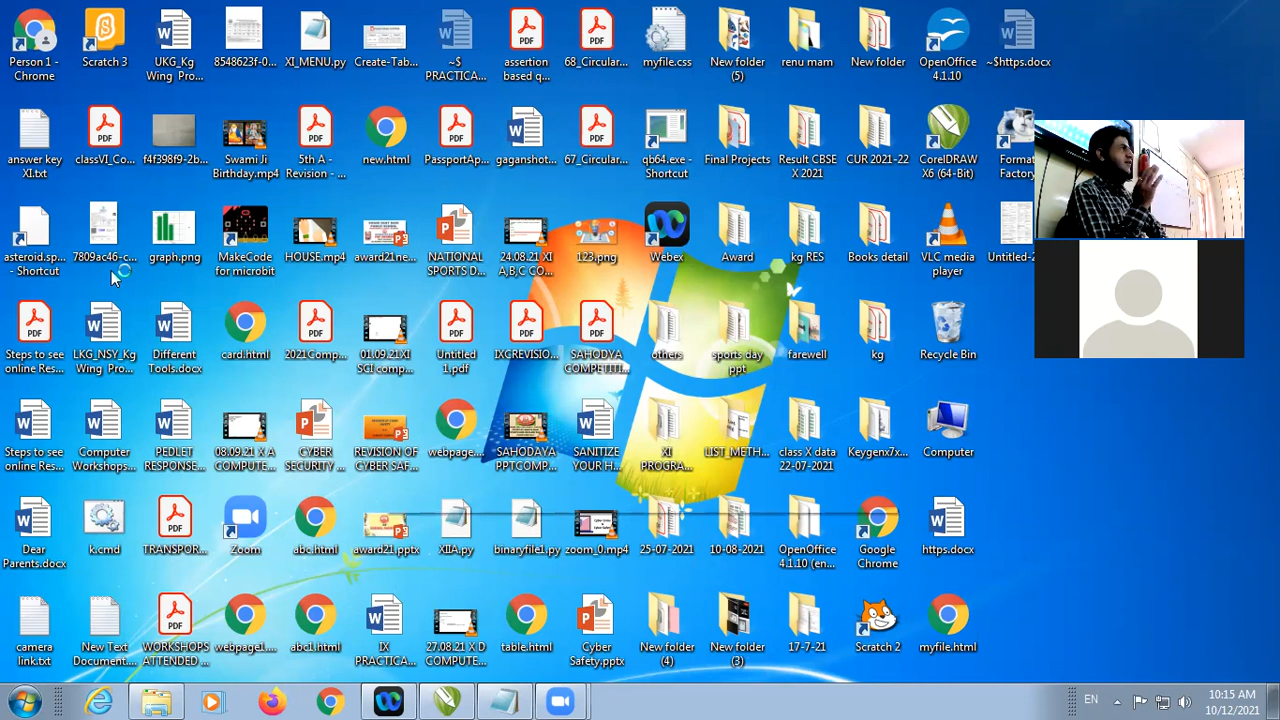 Person 1 -
Chrome
Scratch 3
UKG_Kg
Wing_Pro...
8548623f-0...
XI_MENU.py
Create-Tab...
~$
PRACTICA...
assertion
based q...
68_Circular...
myfile.css
New folder
(5)
renu mam
New folder
OpenOffice
4.1.10
~$https.docx
answer key
XI.txt
classVI_Co...
f4f398f9-2b...
Swami Ji
Birthday.mp4
5th A -
Revision - ...
new.html
PassportAp...
gaganshot...
67_Circular...
qb64.exe -
Shortcut
Final Projects
Result CBSE
X 2021
CUR 2021-22
CorelDRAW
X6 (64-Bit)
Format
Factory
asteroid.sp...
- Shortcut
7809ac46-c...
graph.png
MakeCode
for microbit
HOUSE.mp4
award21ne...
NATIONAL
SPORTS D...
24.08.21 XI
A,B,C CO...
123.png
Webex
Award
kg RES
Books detail
VLC media
player
Untitled-2
Steps to see
online Res...
LKG_NSY_Kg
Wing_Pro...
Different
Tools.docx
card.html
2021Comp...
01.09.21XI
SCI comp...
Untitled
1.pdf
IXCREVISIO...
SAHODYA
COMPETITI...
others
sports day
ppt
farewell
kg
Recycle Bin
Steps to see
online Res...
Computer
Workshops...
PEDLET
RESPONSE...
08.09.21 X A
COMPUTE...
CYBER
SECURITY ...
REVISION OF
CYBER SAF...
webpage....
SAHODAYA
PPTCOMP...
SANITIZE
YOUR H...
XI
PROGRA...
LIST_METH...
class X data
22-07-2021
Keygenx7x...
Computer
Dear
Parents.docx
k.cmd
TRANSPOR...
Zoom
abc.html
award21.pptx
XIIA.py
binaryfile1.py
zoom_0.mp4
25-07-2021
10-08-2021
OpenOffice
4.1.10 (en...
Google
Chrome
https.docx
camera
link.txt
New Text
Document...
WORKSHOPS
ATTENDED ...
webpage1....
abc1.html
IX
PRACTICA...
27.08.21 X D
COMPUTE...
table.html
Cyber
Safety.pptx
New folder
(4)
New folder
(3)
17-7-21
Scratch 2
myfile.html
EN
10:15 AM
10/12/2021